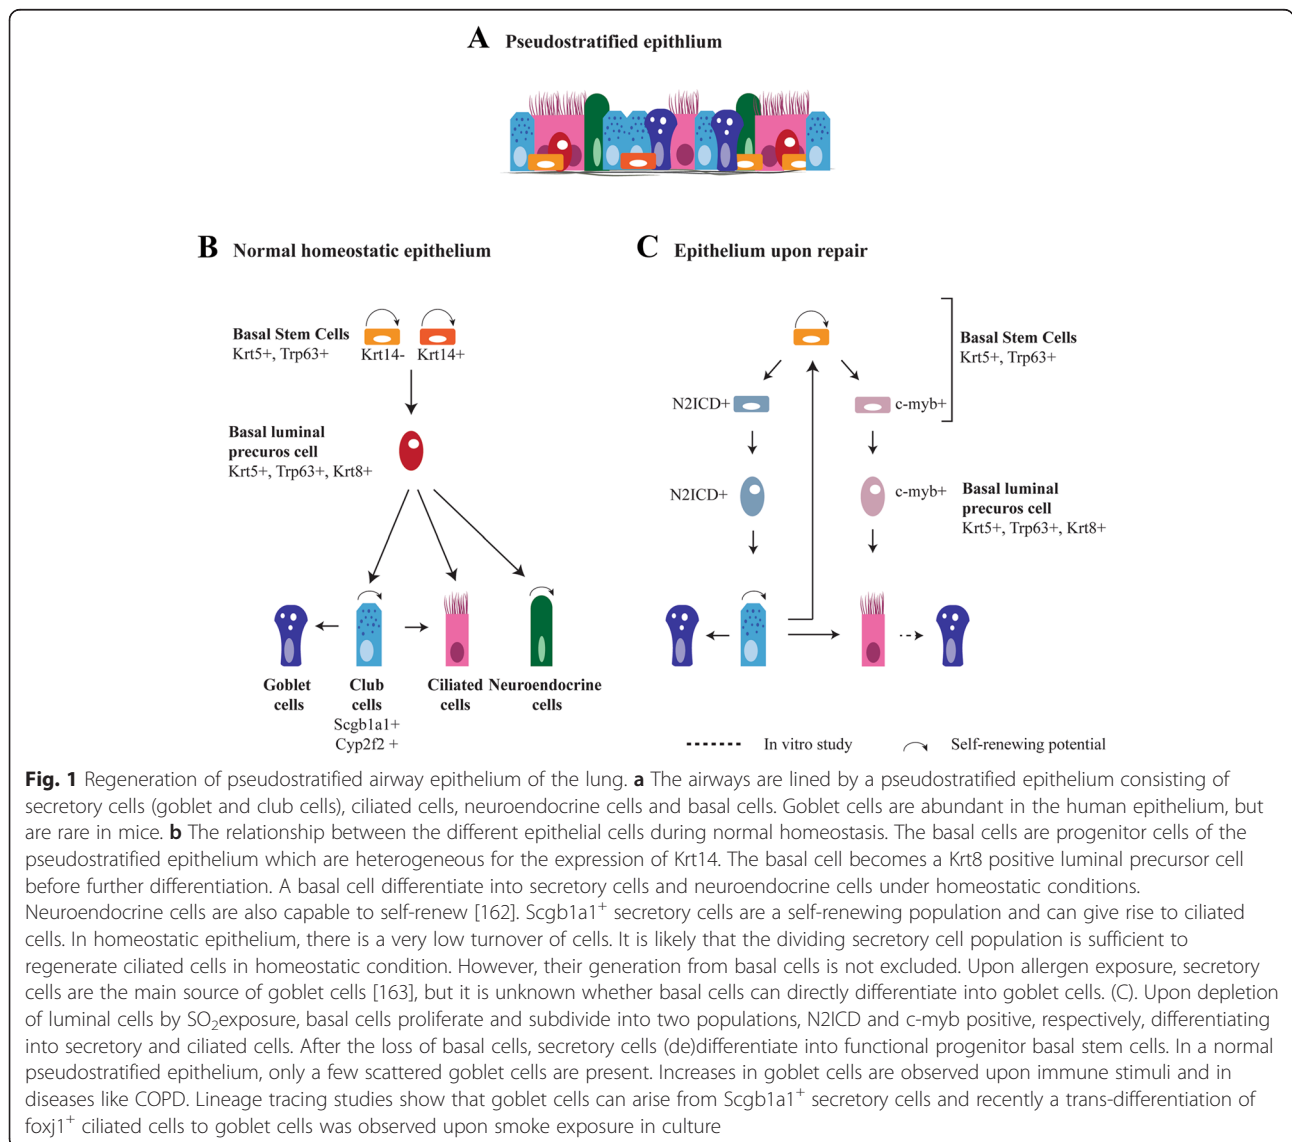 A Pseudostratified epithlium
B Normal homeostatic epithelium
Basal Stem Cells
Krt5+, Trp63+
Krt14-
Krt14+
Basal luminal
precuros cell
Krt5+, Trp63+, Krt8+
Goblet
cells
Club
cells
Scgb1a1+
Cyp2f2 +
Ciliated
cells
Neuroendocrine
cells
C Epithelium upon repair
Basal Stem Cells
Krt5+, Trp63+
N2ICD+
c-myb+
N2ICD+
c-myb+
Basal luminal
precuros cell
Krt5+, Trp63+, Krt8+
In vitro study
Self-renewing potential
Fig. 1 Regeneration of pseudostratified airway epithelium of the lung. a The airways are lined by a pseudostratified epithelium consisting of
secretory cells (goblet and club cells), ciliated cells, neuroendocrine cells and basal cells. Goblet cells are abundant in the human epithelium, but
are rare in mice. b The relationship between the different epithelial cells during normal homeostasis. The basal cells are progenitor cells of the
pseudostratified epithelium which are heterogeneous for the expression of Krt14. The basal cell becomes a Krt8 positive luminal precursor cell
before further differentiation. A basal cell differentiate into secretory cells and neuroendocrine cells under homeostatic conditions.
Neuroendocrine cells are also capable to self-renew [162]. Scgb1a1+ secretory cells are a self-renewing population and can give rise to ciliated
cells. In homeostatic epithelium, there is a very low turnover of cells. It is likely that the dividing secretory cell population is sufficient to
regenerate ciliated cells in homeostatic condition. However, their generation from basal cells is not excluded. Upon allergen exposure, secretory
cells are the main source of goblet cells [163], but it is unknown whether basal cells can directly differentiate into goblet cells. (C). Upon depletion
of luminal cells by SO2exposure, basal cells proliferate and subdivide into two populations, N2ICD and c-myb positive, respectively, differentiating
into secretory and ciliated cells. After the loss of basal cells, secretory cells (de)differentiate into functional progenitor basal stem cells. In a normal
pseudostratified epithelium, only a few scattered goblet cells are present. Increases in goblet cells are observed upon immune stimuli and in
diseases like COPD. Lineage tracing studies show that goblet cells can arise from Scgb1a1+ secretory cells and recently a trans-differentiation of
foxj1+ ciliated cells to goblet cells was observed upon smoke exposure in culture